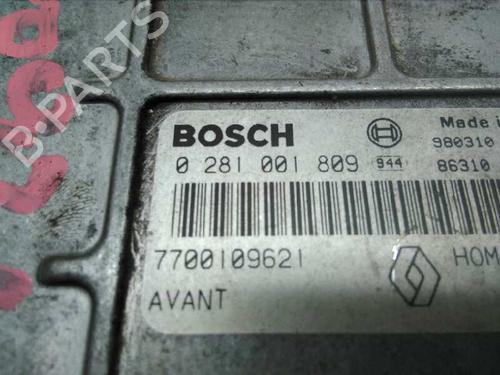 B-PARTS
BOSCH
Made i
980310
0 281 001 809 944 86310
7700109621
HOM
AVANT